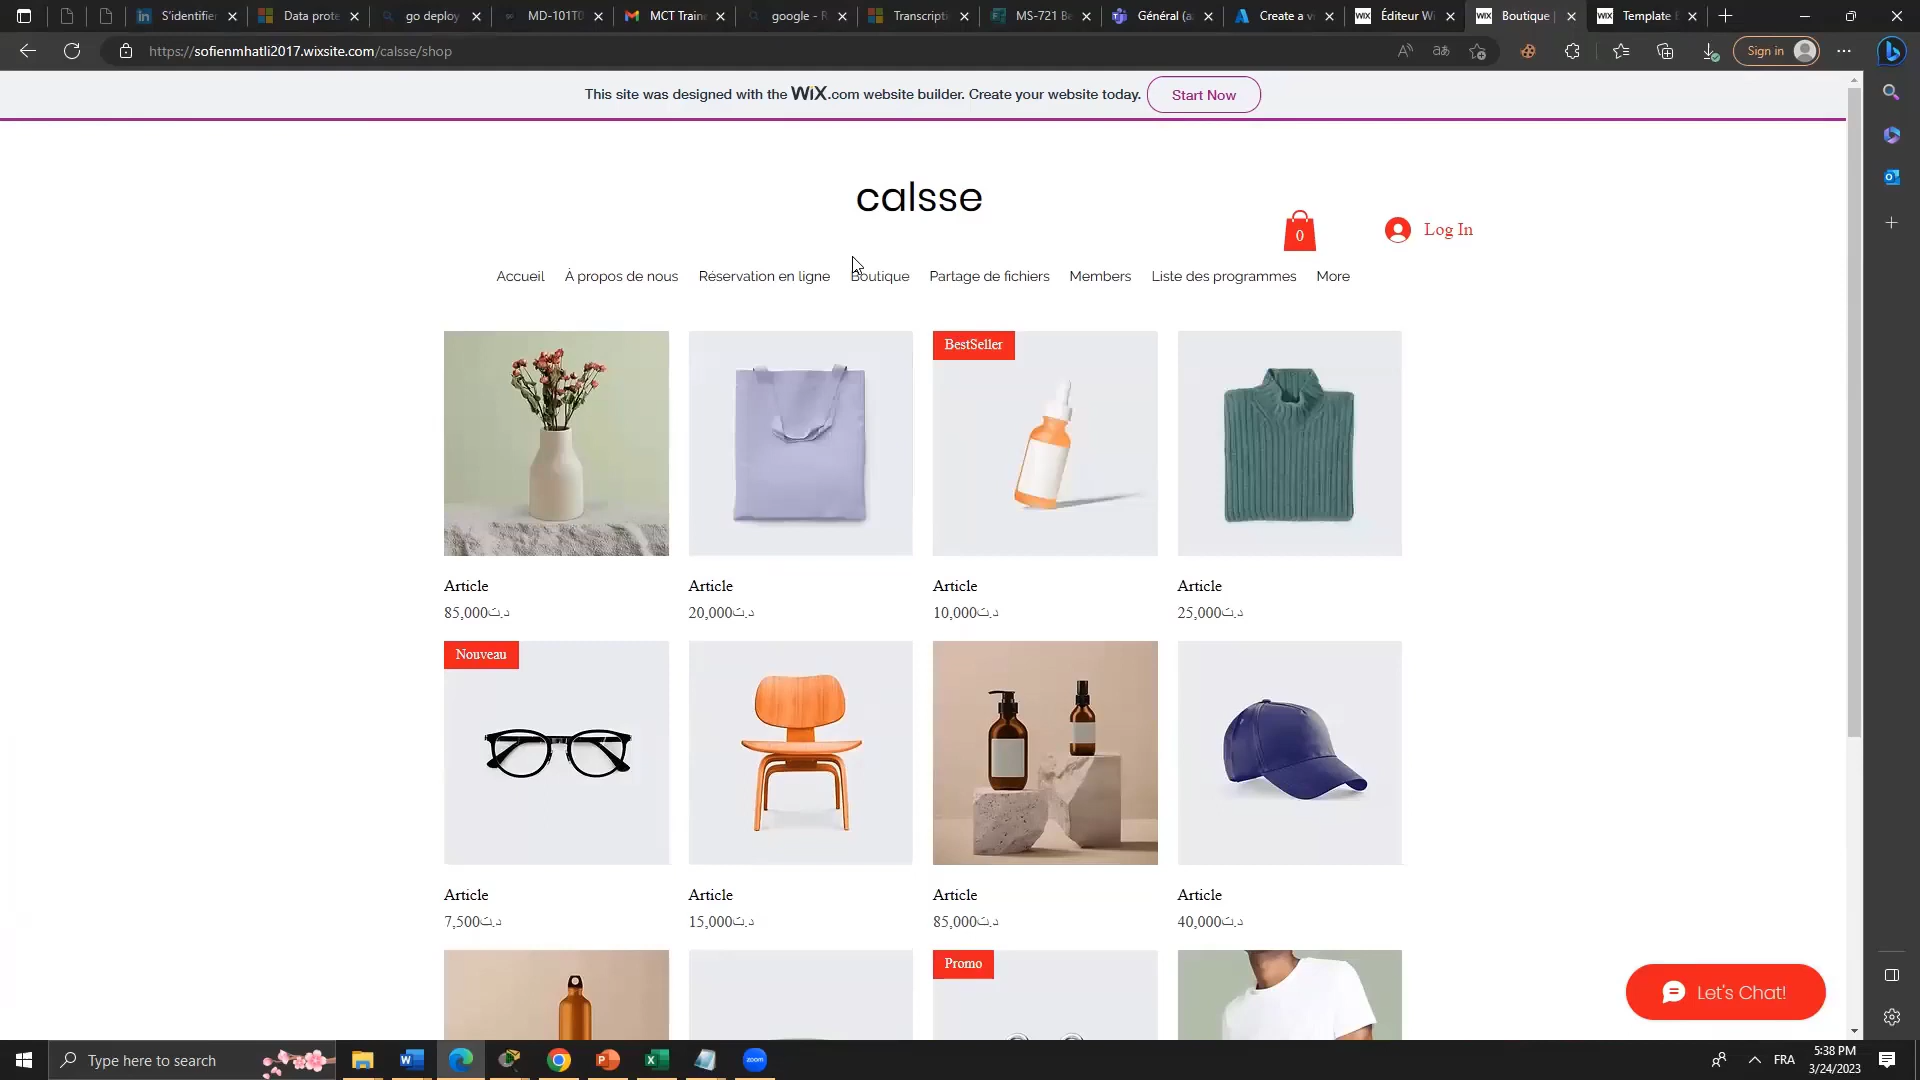 S'identifier
Data prote
go deploy
MD-101T0
MCT Train
google - R
Transcripti
MS-721 Be
Général (a
Create a vi
Éditeur Wi
Boutique |
Template
https://sofienmhatli2017.wixsite.com/calsse/shop
Sign in
This site was designed with the WiX.com website builder. Create your website today.
Start Now
calsse
0
Log In
Accueil
À propos de nous
Réservation en ligne
Boutique
Partage de fichiers
Members
Liste des programmes
More
BestSeller
Article
Article
Article
Article
85,000د.ت
20,000د.ت
10,000د.ت
25,000د.ت
Nouveau
Article
Article
Article
Article
7,500د.ت
15,000د.ت
85,000د.ت
40,000د.ت
Promo
Let's Chat!
Type here to search
zoom
FRA
5:38 PM
3/24/2023